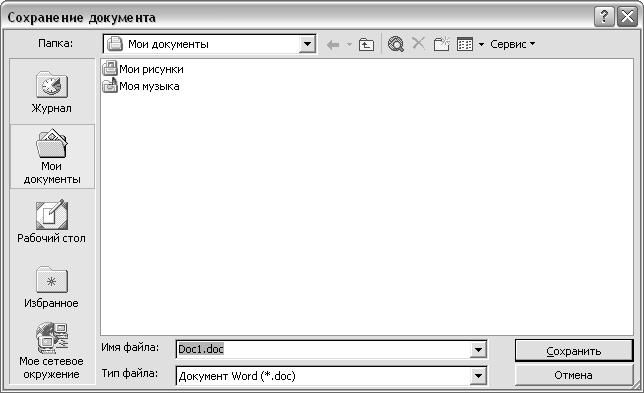 Сохранение документа
Папка:
Мои документы
Сервис
Мои рисунки
Моя музыка
Журнал
Мои
документы
Рабочий стол
Избранное
Мое сетевое
окружение
Имя файла:
Doc1.doc
Сохранить
Тип файла:
Документ Word (*.doc)
Отмена